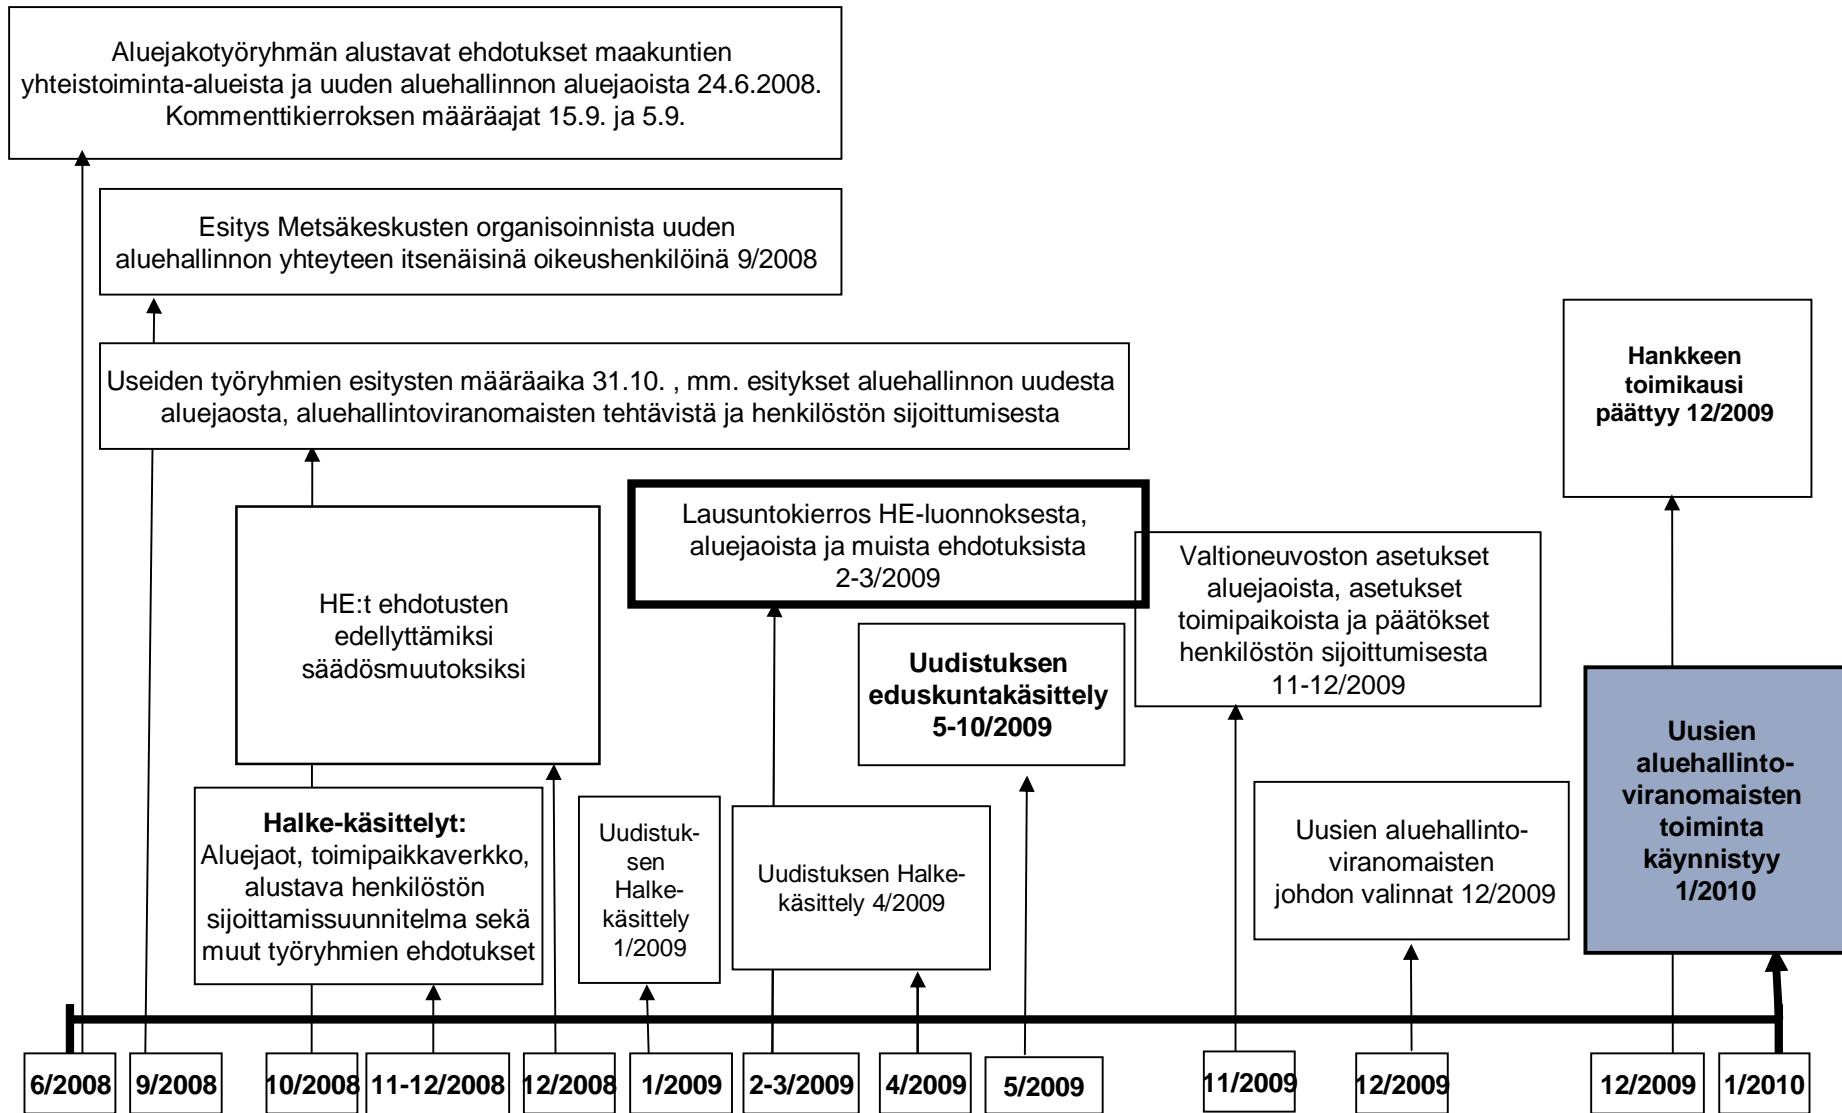 Aluejakotyöryhmän alustavat ehdotukset maakuntien
yhteistoiminta-alueista ja uuden aluehallinnon aluejaoista 24.6.2008.
Kommenttikierroksen määräajat 15.9. ja 5.9.
Esitys Metsäkeskusten organisoinnista uuden
aluehallinnon yhteyteen itsenäisinä oikeushenkilöinä 9/2008
Useiden työryhmien esitysten määräaika 31.10. , mm. esitykset aluehallinnon uudesta
aluejaosta, aluehallintoviranomaisten tehtävistä ja henkilöstön sijoittumisesta
Hankkeen
toimikausi
päättyy 12/2009
HE:t ehdotusten
edellyttämiksi
säädösmuutoksiksi
Lausuntokierros HE-luonnoksesta,
aluejaoista ja muista ehdotuksista
2-3/2009
Valtioneuvoston asetukset
aluejaoista, asetukset
toimipaikoista ja päätökset
henkilöstön sijoittumisesta
11-12/2009
Uudistuksen
eduskuntakäsittely
5-10/2009
Uusien
aluehallinto-
viranomaisten
toiminta
käynnistyy
1/2010
Halke-käsittelyt:
Aluejaot, toimipaikkaverkko,
alustava henkilöstön
sijoittamissuunnitelma sekä
muut työryhmien ehdotukset
Uudistuk-
sen
Halke-
käsittely
1/2009
Uudistuksen Halke-
käsittely 4/2009
Uusien aluehallinto-
viranomaisten
johdon valinnat 12/2009
6/2008
9/2008
10/2008
11-12/2008
12/2008
1/2009
2-3/2009
4/2009
5/2009
11/2009
12/2009
12/2009
1/2010